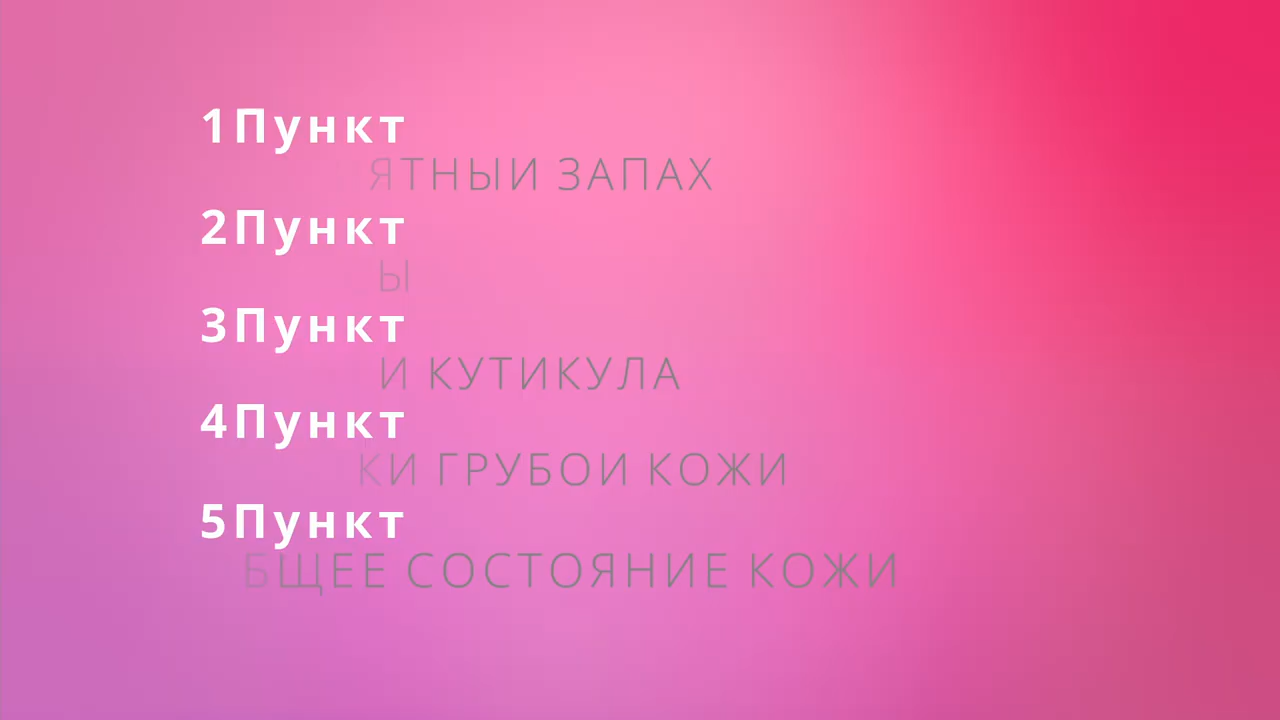 1Пункт
ЯТНЫИ ЗАПАХ
2Пункт
Ы
3Пункт
И КУТИКУЛА
4Пункт
КИ ГРУБОИ КОЖИ
5Пункт
БЩЕЕ СОСТОЯНИЕ КОЖИ